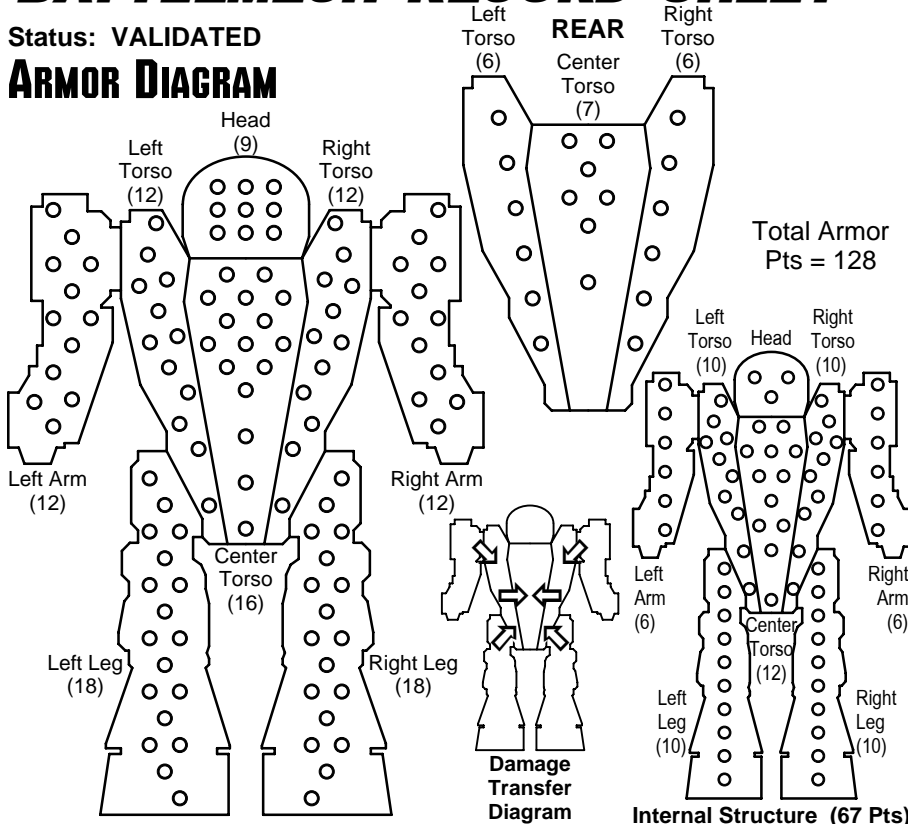 Status: VALIDATED
ARMOR DIAGRAM
Left
Torso
(6)
REAR
Right
Torso
(6)
Center
Torso
(7)
Head
(9)
Left
Torso
(12)
Right
Torso
(12)
Total Armor
Pts = 128
Left Arm
(12)
Right Arm
(12)
Center
Torso
(16)
Left Leg
(18)
Right Leg
(18)
Damage
Transfer
Diagram
Left
Torso
(10)
Head
Right
Torso
(10)
Left
Arm
(6)
Right
Arm
(6)
Center
Torso
(12)
Left
Leg
(10)
Right
Leg
(10)
Internal Structure (67 Pts)